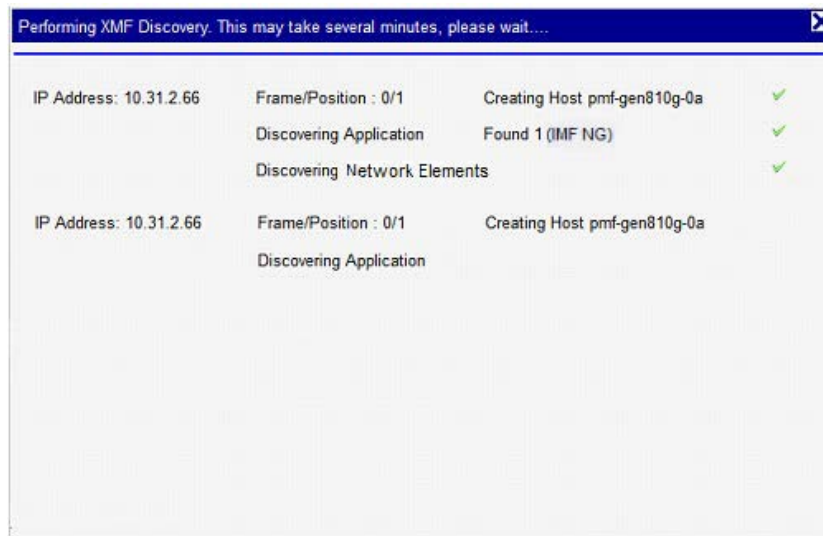 Performing XMF Discovery. This may take several minutes, please wait....
IP Address: 10.31.2.66 Frame/Position : 0/1 Creating Host pmf-gen810g-0a
Discovering Application Found 1 (IMF NG)
Discovering Network Elements
IP Address: 10.31.2.66 Frame/Position : 0/1 Creating Host pmf-gen810g-0a
Discovering Application